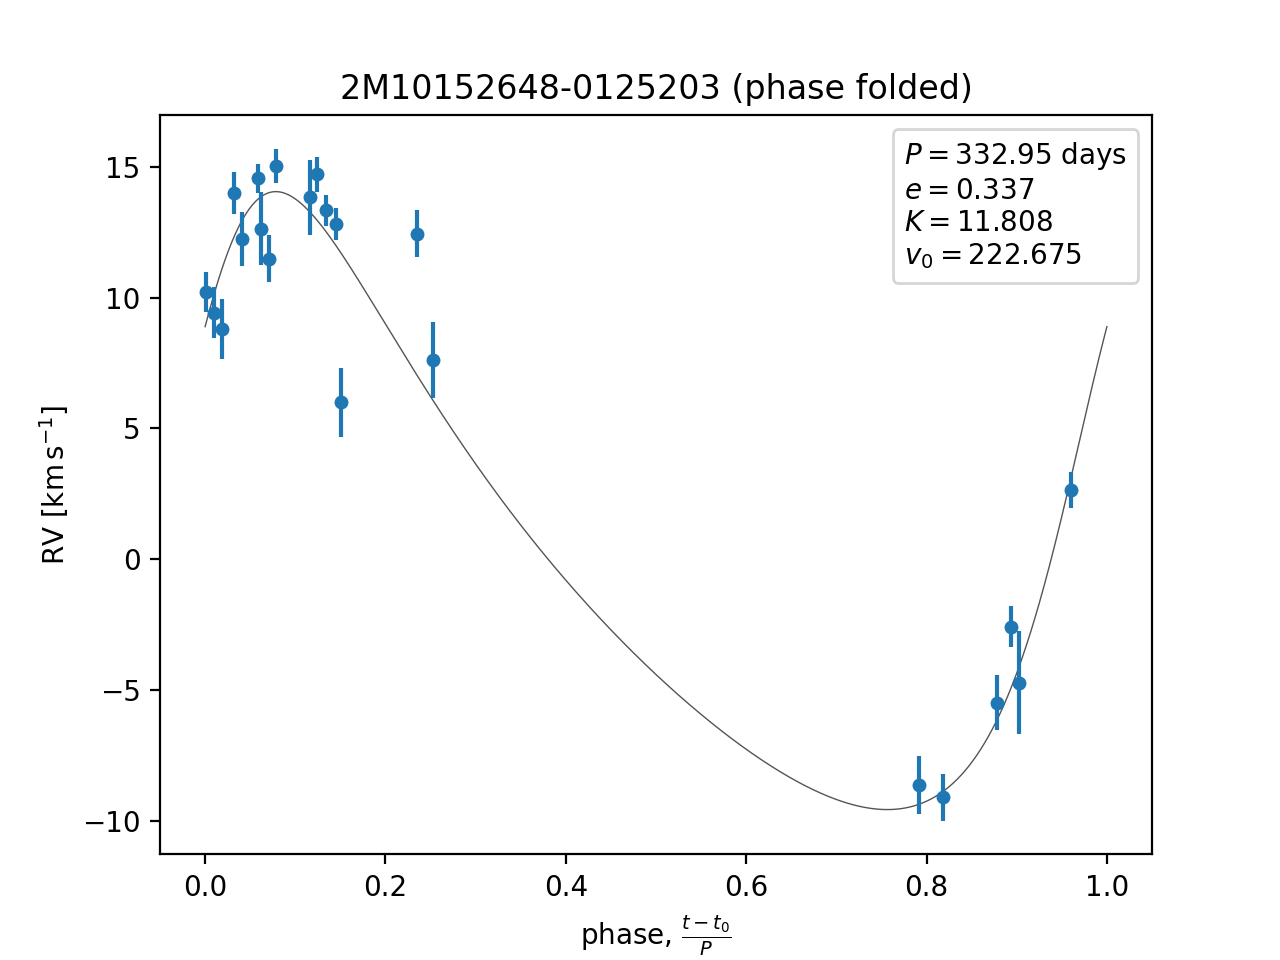 2M10152648-0125203 (phase folded)
P = 332.95 days
e = 0.337
K = 11.808
v₀ = 222.675
15
10
5
0
−5
−10
RV [km s⁻¹]
0.0 0.2 0.4 0.6 0.8 1.0
phase, (t − t₀)/P